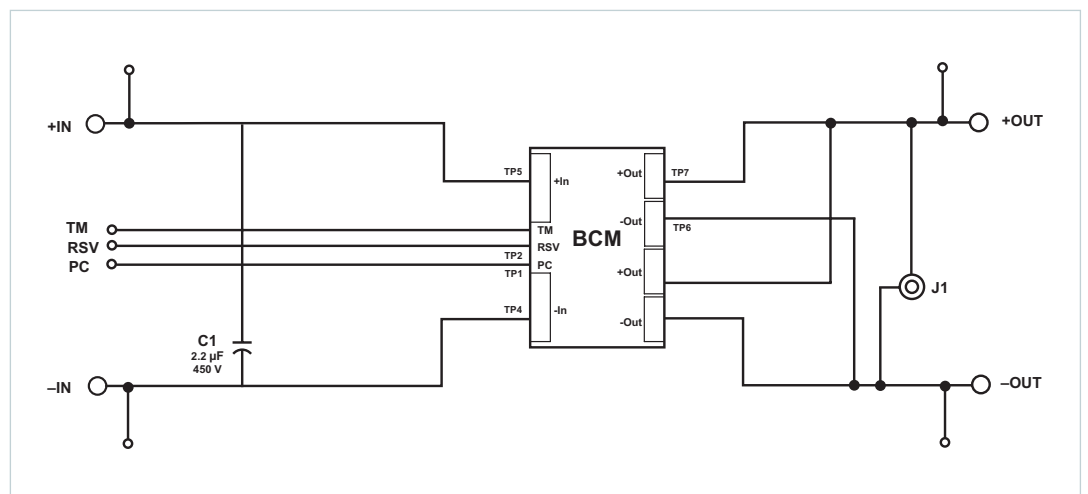 +IN
+OUT
TP5
+In
+Out
TP7
TM
TM
-Out
TP6
RSV
RSV
BCM
PC
TP2
PC
+Out
TP1
J1
TP4
-In
-Out
C1
2.2 µF
450 V
–IN
–OUT